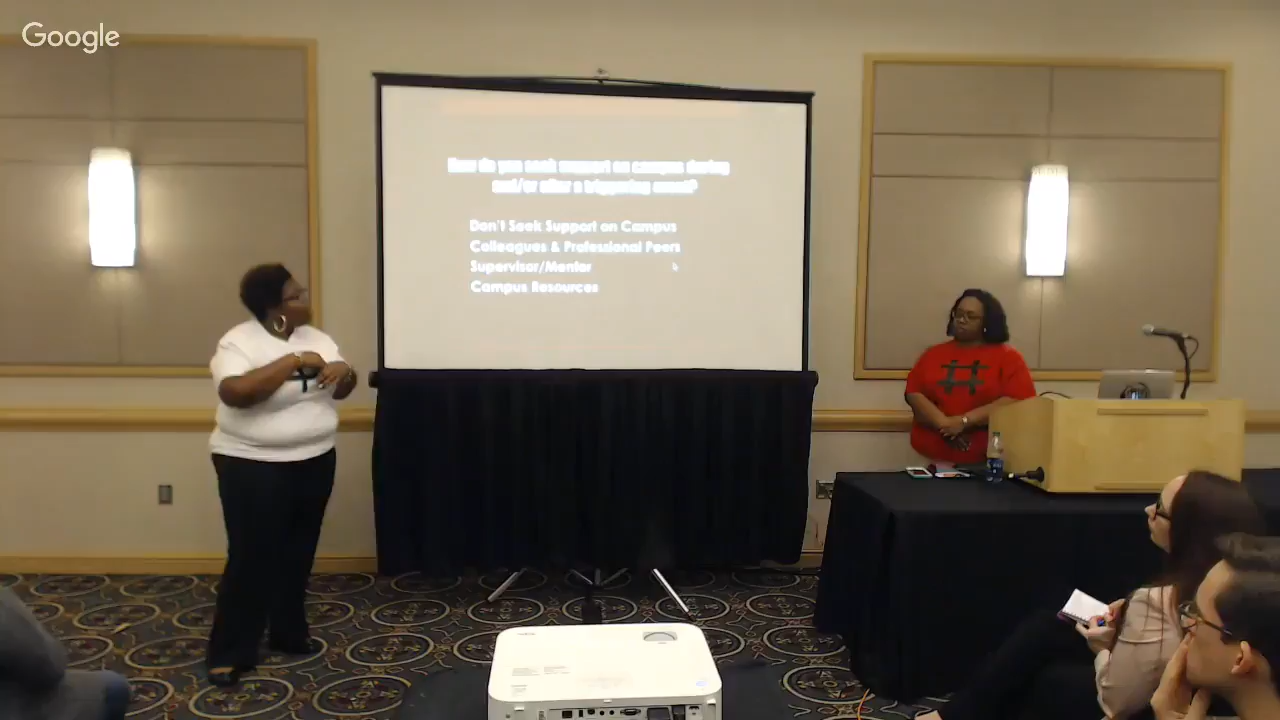 Google
How do you seek support on campus during
and/or after a triggering event?
Don't Seek Support on Campus
Colleagues & Professional Peers
Supervisor/Mentor
Campus Resources
#